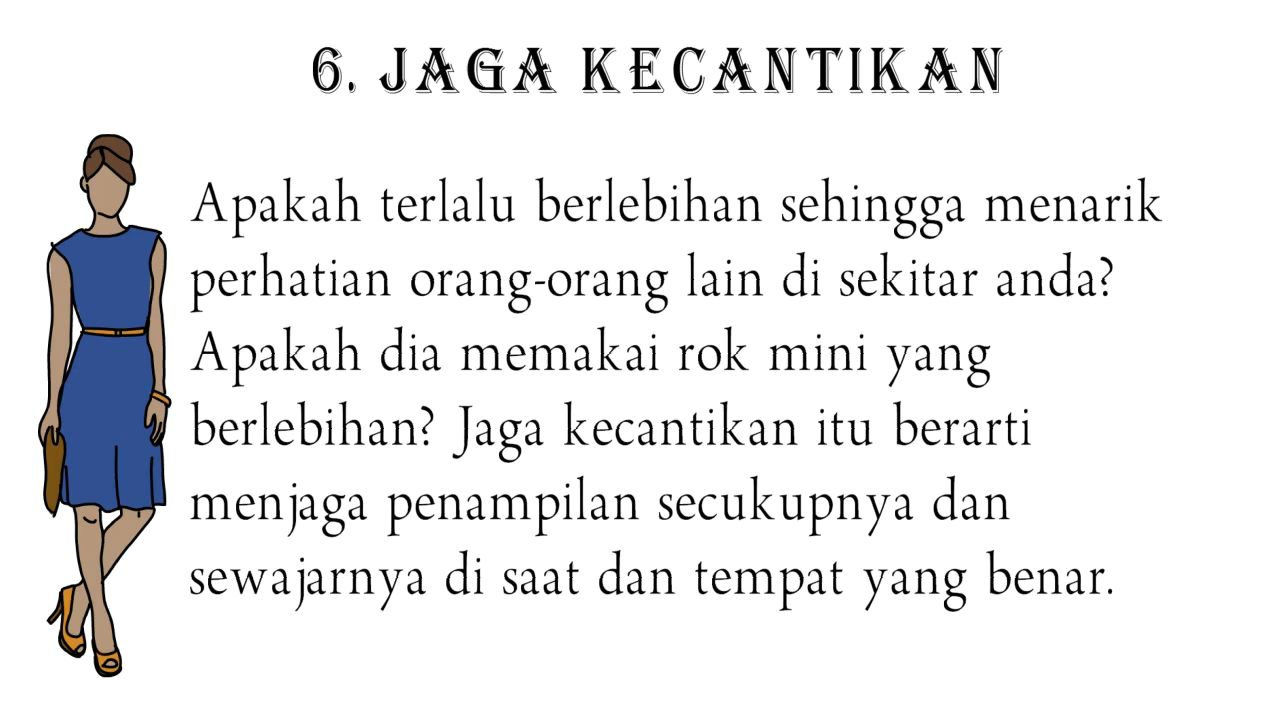 6. JAGA KECANTIKAN
Apakah terlalu berlebihan sehingga menarik
perhatian orang-orang lain di sekitar anda?
Apakah dia memakai rok mini yang
berlebihan? Jaga kecantikan itu berarti
menjaga penampilan secukupnya dan
sewajarnya di saat dan tempat yang benar.